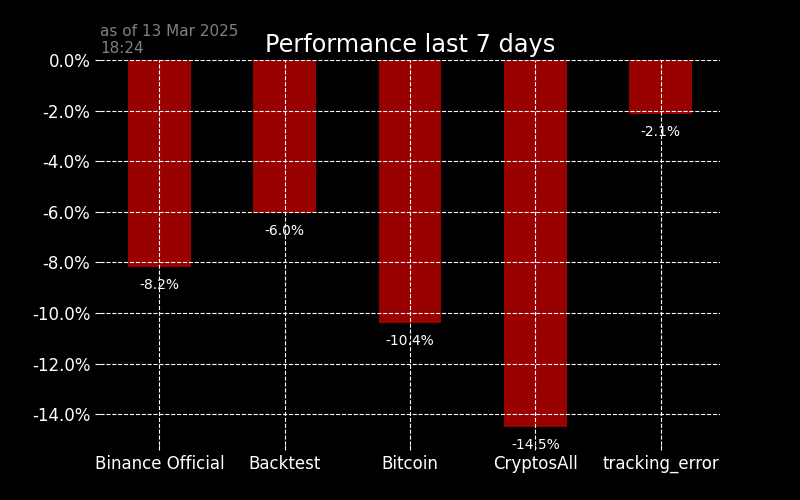 as of 13 Mar 2025
18:24
Performance last 7 days
0.0%
-2.0%
-4.0%
-6.0%
-8.0%
-10.0%
-12.0%
-14.0%
-8.2%
-6.0%
-10.4%
-14.5%
-2.1%
Binance Official
Backtest
Bitcoin
CryptosAll
tracking_error